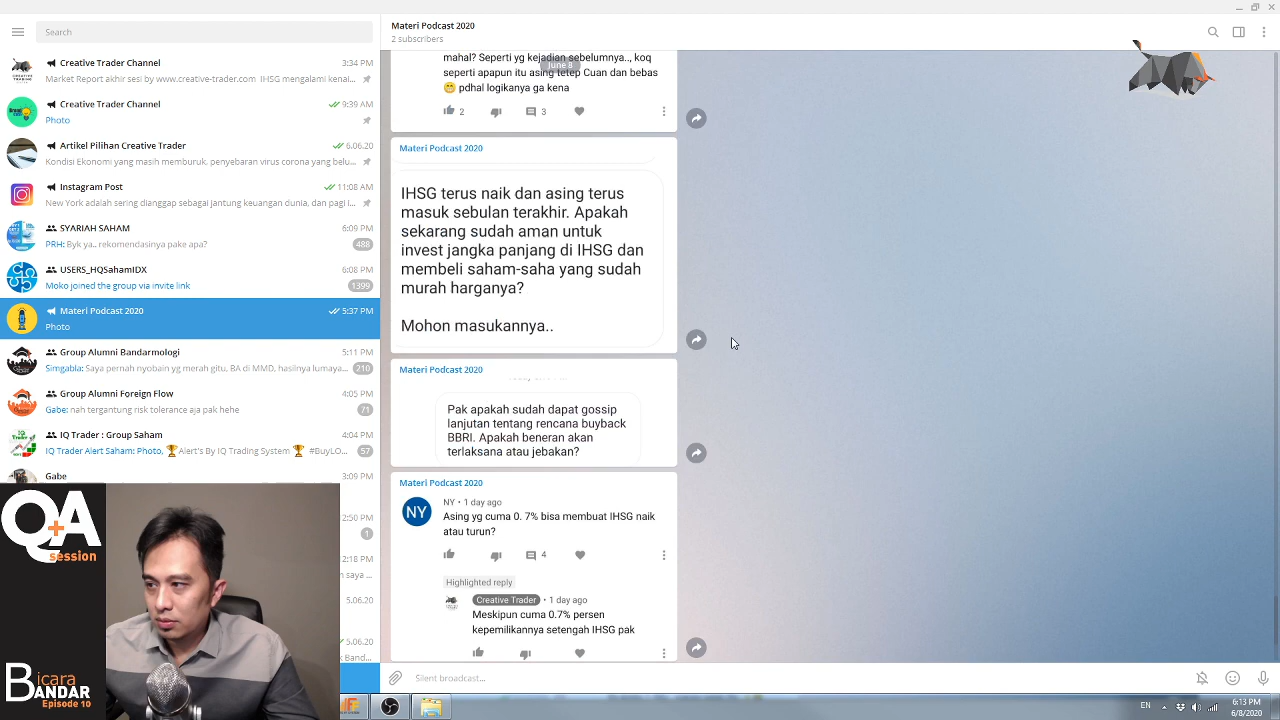 Search
Materi Podcast 2020
2 subscribers
Creative Trader Channel
3:34 PM
Market Report akhir sesi by www.creative-trader.com IHSG mengalami kenai...
Creative Trader Channel
9:39 AM
Photo
Artikel Pilihan Creative Trader
6.06.20
Kondisi Ekonomi yang masih memburuk, penyebaran virus corona yang belu...
Instagram Post
11:08 AM
New York adalah sering dianggap sebagai jantung keuangan dunia, dan pagi i...
SYARIAH SAHAM
6:09 PM
PRH: Byk ya.. rekomendasinya pake apa?
488
USERS_HQSahamIDX
6:08 PM
Moko joined the group via invite link
1399
Materi Podcast 2020
5:37 PM
Photo
Group Alumni Bandarmologi
5:11 PM
Simgabla: Saya pernah nyobain yg merah gitu, BA di MMD, hasilnya lumaya...
210
Group Alumni Foreign Flow
4:05 PM
Gabe: nah tergantung risk tolerance aja pak hehe
71
IQ Trader : Group Saham
4:04 PM
IQ Trader Alert Saham: Photo, 🏆Alert's By IQ Trading System 🏆 #BuyLO...
57
Gabe
3:09 PM
2:50 PM
1
2:18 PM
n saya ...
5.06.20
5.06.20
k Band...
Q+A
session
Bicara
BANDAR
Episode 10
CREATIVE
TRADER
mahal? Seperti yg kejadian sebelumnya.., koq
June 8
seperti apapun itu asing tetep Cuan dan bebas
😁 pdhal logikanya ga kena
2
3
Materi Podcast 2020
IHSG terus naik dan asing terus
masuk sebulan terakhir. Apakah
sekarang sudah aman untuk
invest jangka panjang di IHSG dan
membeli saham-saha yang sudah
murah harganya?
Mohon masukannya..
Materi Podcast 2020
Pak apakah sudah dapat gossip
lanjutan tentang rencana buyback
BBRI. Apakah beneran akan
terlaksana atau jebakan?
Materi Podcast 2020
NY
NY • 1 day ago
Asing yg cuma 0. 7% bisa membuat IHSG naik
atau turun?
4
Highlighted reply
Creative Trader • 1 day ago
Meskipun cuma 0.7% persen
kepemilikannya setengah IHSG pak
Silent broadcast...
EN
6:13 PM
6/8/2020